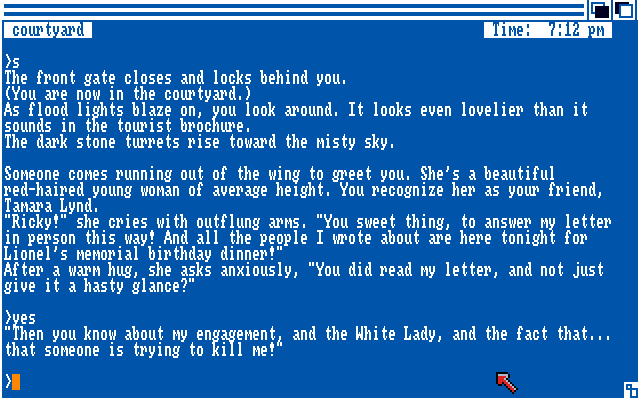 courtyard
Time: 7:12 pm
>s
The front gate closes and locks behind you.
(You are now in the courtyard.)
As flood lights blaze on, you look around. It looks even lovelier than it
sounds in the tourist brochure.
The dark stone turrets rise toward the misty sky.
Someone comes running out of the wing to greet you. She's a beautiful
red-haired young woman of average height. You recognize her as your friend,
Tamara Lynd.
"Ricky!" she cries with outflung arms. "You sweet thing, to answer my letter
in person this way! And all the people I wrote about are here tonight for
Lionel's memorial birthday dinner!"
After a warm hug, she asks anxiously, "You did read my letter, and not just
give it a hasty glance?"
>yes
"Then you know about my engagement, and the White Lady, and the fact that...
that someone is trying to kill me!"
>